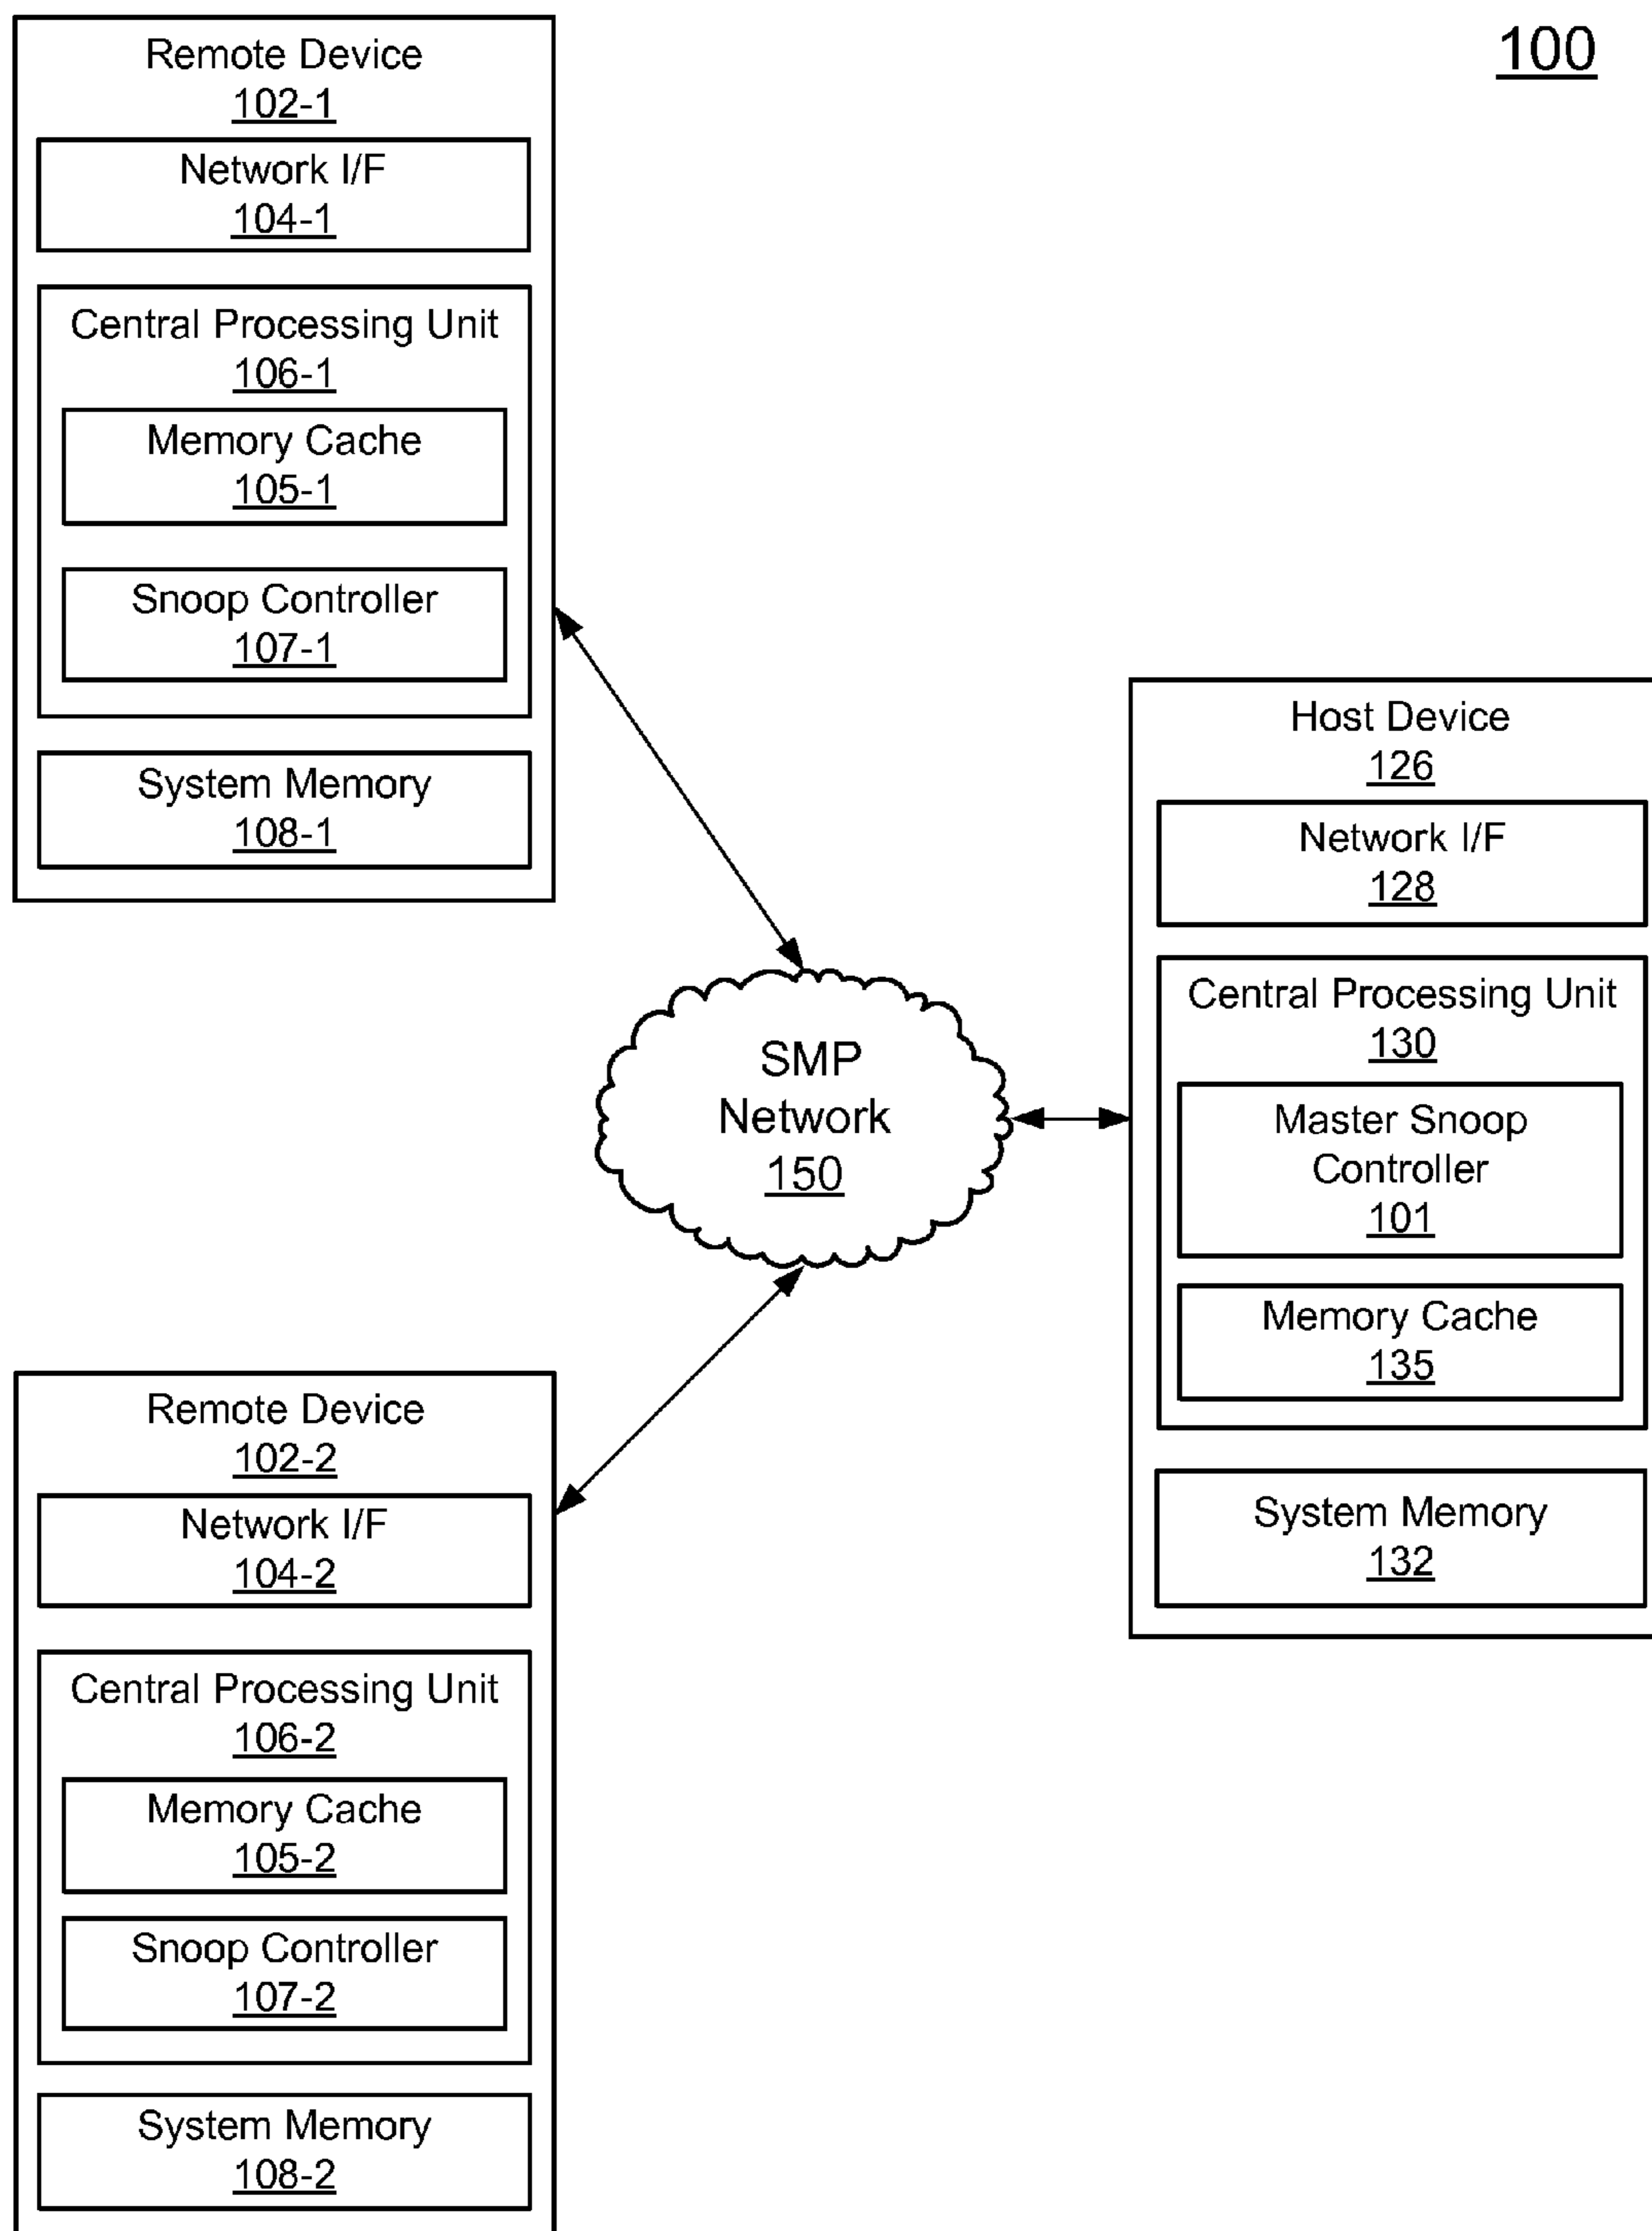 100
Remote Device
102-1
Network I/F
104-1
Central Processing Unit
106-1
Memory Cache
105-1
Snoop Controller
107-1
System Memory
108-1
SMP
Network
150
Host Device
126
Network I/F
128
Central Processing Unit
130
Master Snoop
Controller
101
Memory Cache
135
System Memory
132
Remote Device
102-2
Network I/F
104-2
Central Processing Unit
106-2
Memory Cache
105-2
Snoop Controller
107-2
System Memory
108-2